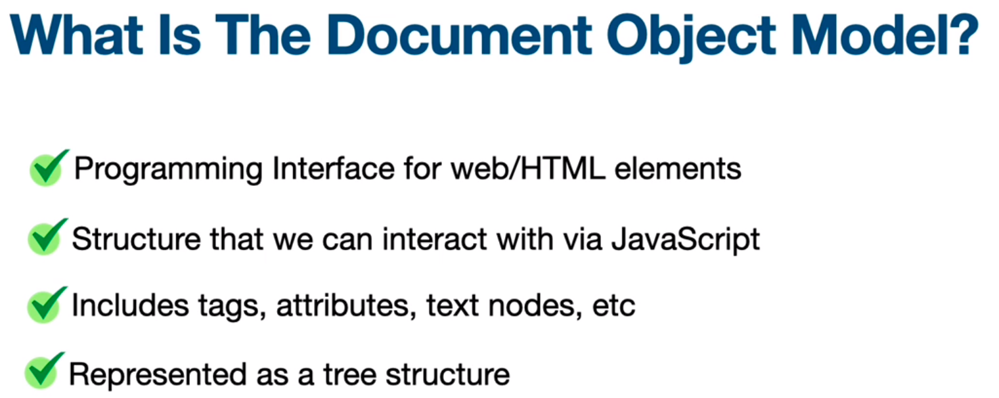 What Is The Document Object Model?
Programming Interface for web/HTML elements
Structure that we can interact with via JavaScript
Includes tags, attributes, text nodes, etc
Represented as a tree structure